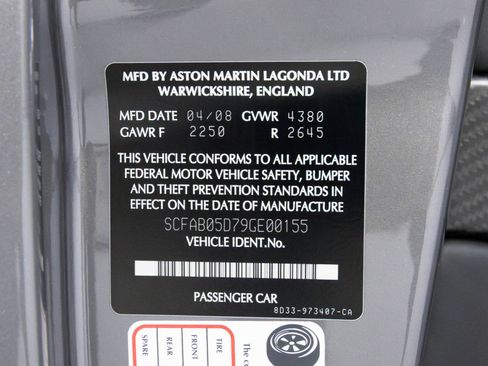 MFD BY ASTON MARTIN LAGONDA LTD
WARWICKSHIRE, ENGLAND
MFD DATE 04/08 GVWR 4380
GAWR F 2250 R 2645
THIS VEHICLE CONFORMS TO ALL APPLICABLE
FEDERAL MOTOR VEHICLE SAFETY, BUMPER
AND THEFT PREVENTION STANDARDS IN
EFFECT ON THE DATE OF MANUFACTURE
SCFAB05D79GE00155
VEHICLE IDENT.No.
PASSENGER CAR
8D33-973407-CA
TIRE
FRONT
REAR
SPARE
The co